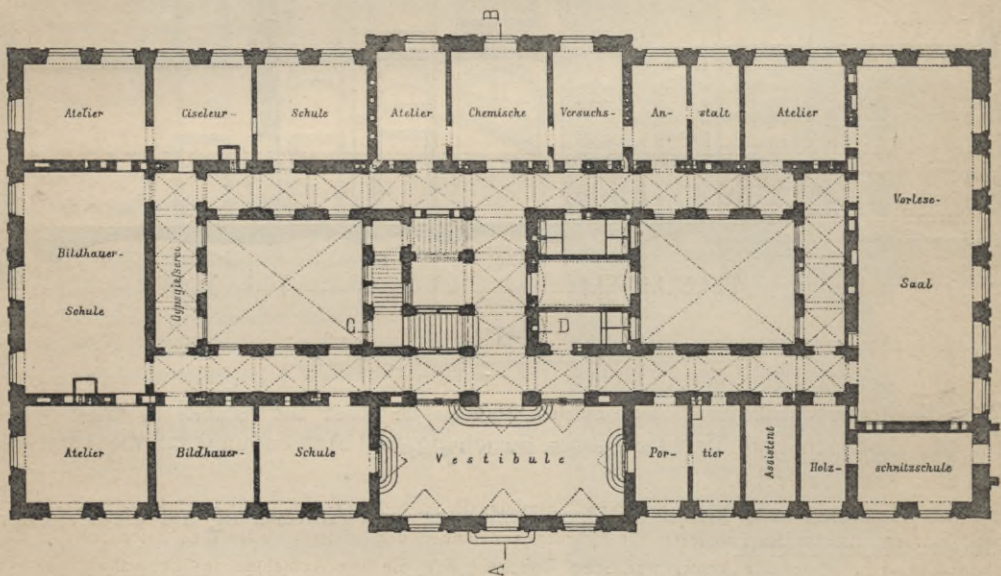 B
Atelier
Ciseleur-
Schule
Atelier
Chemische
Versuchs-
An-
stalt
Atelier
Bildhauer-
Schule
Gypsgießerei
Vorlese-
Saal
C
D
Atelier
Bildhauer-
Schule
Vestibule
Por-
tier
Assistent
Holz-
schnitzschule
A